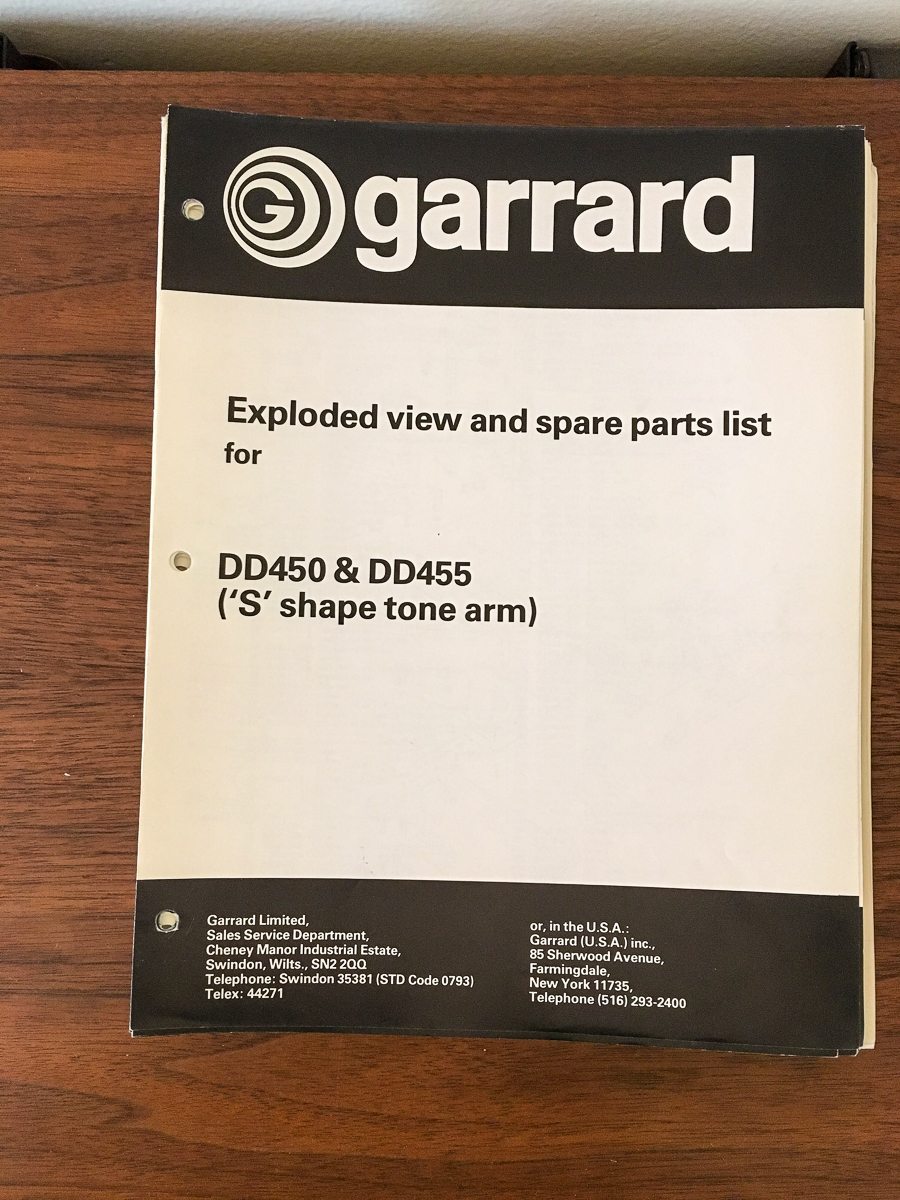 G garrard
Exploded view and spare parts list
for
DD450 & DD455
(‘S’ shape tone arm)
Garrard Limited,
Sales Service Department,
Cheney Manor Industrial Estate,
Swindon, Wilts., SN2 2QQ
Telephone: Swindon 35381 (STD Code 0793)
Telex: 44271
or, in the U.S.A.:
Garrard (U.S.A.) inc.,
85 Sherwood Avenue,
Farmingdale,
New York 11735,
Telephone (516) 293-2400